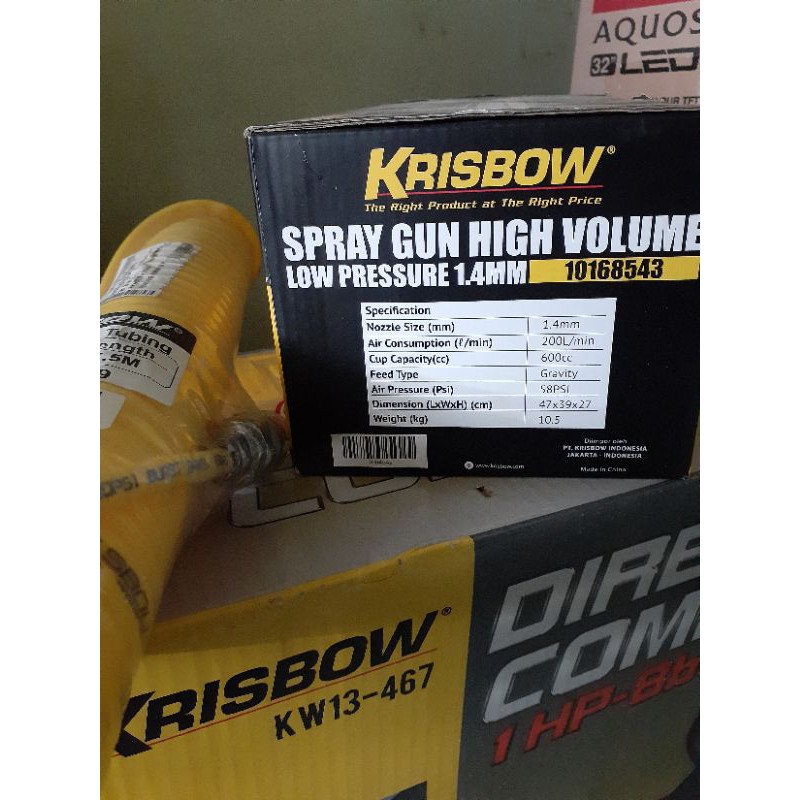 AQUOS
32" LED
KRISBOW®
The Right Product at The Right Price
SPRAY GUN HIGH VOLUME
LOW PRESSURE 1.4MM 10168543
Specification
Nozzle Size (mm) 1.4mm
Air Consumption (ℓ/min) 200L/min
Cup Capacity(cc) 600cc
Feed Type Gravity
Air Pressure (Psi) 58PSI
Dimension (LxWxH) (cm) 47x39x27
Weight (kg) 10.5
Diimpor oleh
PT. KRISBOW INDONESIA
JAKARTA - INDONESIA
www.krisbow.com
Made in China
Tubing
5M
BURST
KRISBOW®
KW13-467
DIRE
COM
1 HP-8b